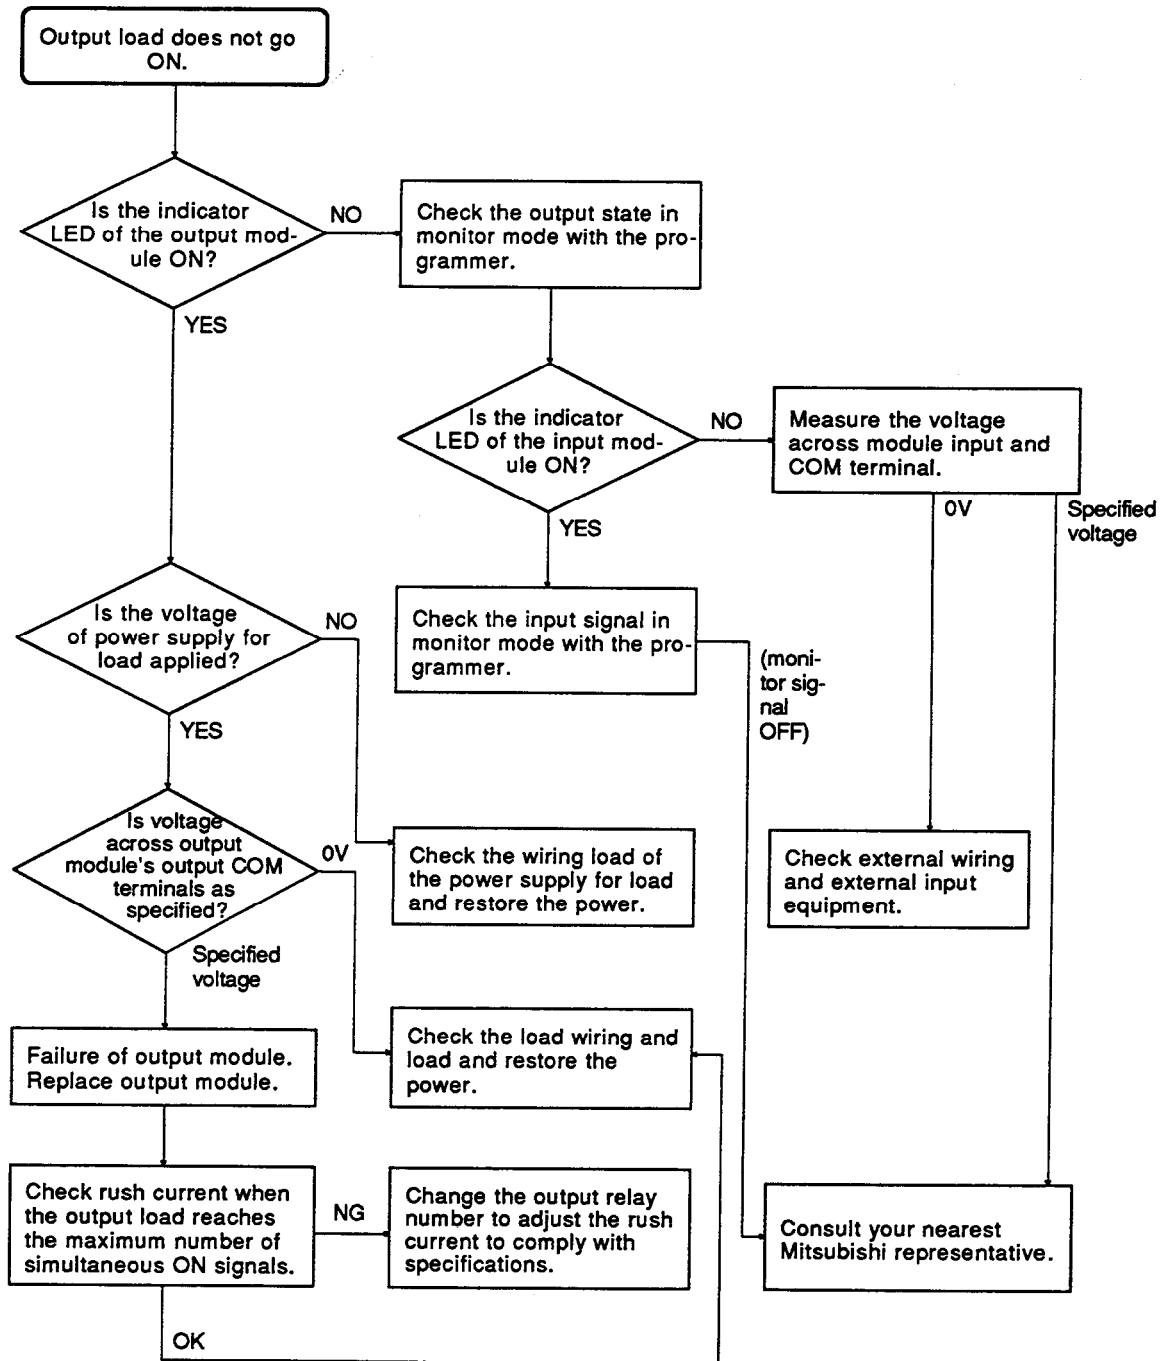 Output load does not go
ON.
Is the indicator
LED of the output mod-
ule ON?
NO
Check the output state in
monitor mode with the pro-
grammer.
YES
Is the indicator
LED of the input mod-
ule ON?
NO
Measure the voltage
across module input and
COM terminal.
0V
Specified
voltage
YES
Check the input signal in
monitor mode with the pro-
grammer.
(moni-
tor sig-
nal
OFF)
Is the voltage
of power supply for
load applied?
NO
YES
Is voltage
across output
module's output COM
terminals as
specified?
0V
Check the wiring load of
the power supply for load
and restore the power.
Check external wiring
and external input
equipment.
Specified
voltage
Failure of output module.
Replace output module.
Check the load wiring and
load and restore the
power.
Check rush current when
the output load reaches
the maximum number of
simultaneous ON signals.
NG
Change the output relay
number to adjust the rush
current to comply with
specifications.
Consult your nearest
Mitsubishi representative.
OK